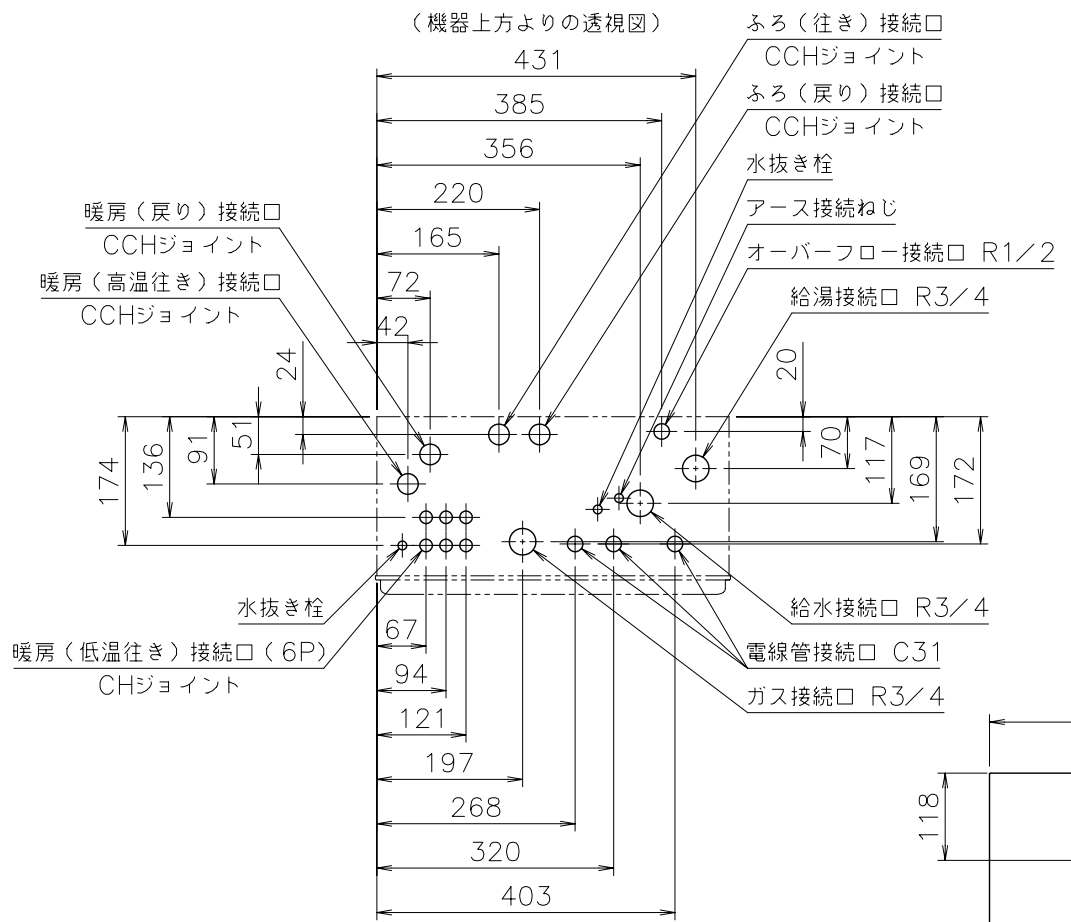 (機器上方よりの透視図)
ふろ(往き)接続口
CCHジョイント
431
ふろ(戻り)接続口
CCHジョイント
385
356
水抜き栓
220
アース接続ねじ
暖房(戻り)接続口
CCHジョイント
165
オーバーフロー接続口 R1/2
72
暖房(高温往き)接続口
CCHジョイント
給湯接続口 R3/4
42
24
20
51
91
136
174
70
117
169
172
水抜き栓
給水接続口 R3/4
67
暖房(低温往き)接続口(6P)
CHジョイント
電線管接続口 C31
94
ガス接続口 R3/4
121
197
118
268
320
403